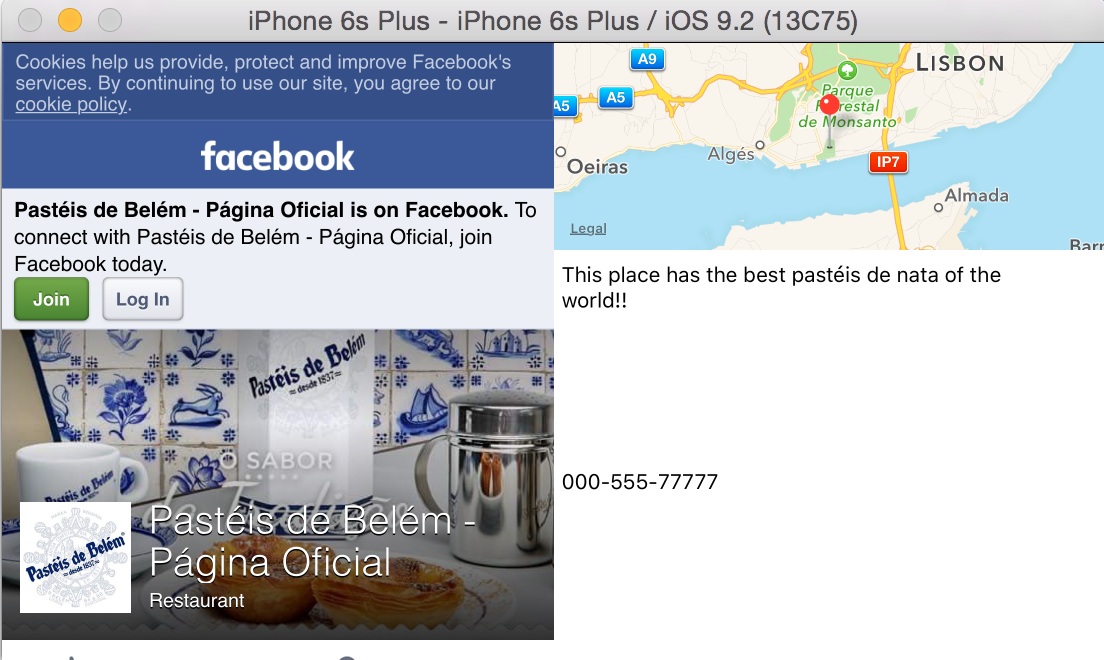 iPhone 6s Plus - iPhone 6s Plus / iOS 9.2 (13C75)
Cookies help us provide, protect and improve Facebook's
services. By continuing to use our site, you agree to our
cookie policy.
facebook
Pastéis de Belém - Página Oficial is on Facebook. To
connect with Pastéis de Belém - Página Oficial, join
Facebook today.
Join
Log In
Pastéis de Belém
desde 1837
O SABOR
da Tradição
Pastéis de Belém
Pastéis de Belém
desde 1837
Pastéis de Belém -
Página Oficial
Restaurant
A9
LISBON
A5
A5
Parque
Florestal
de Monsanto
Algés
IP7
Oeiras
Almada
Legal
Barr
This place has the best pastéis de nata of the
world!!
000-555-77777